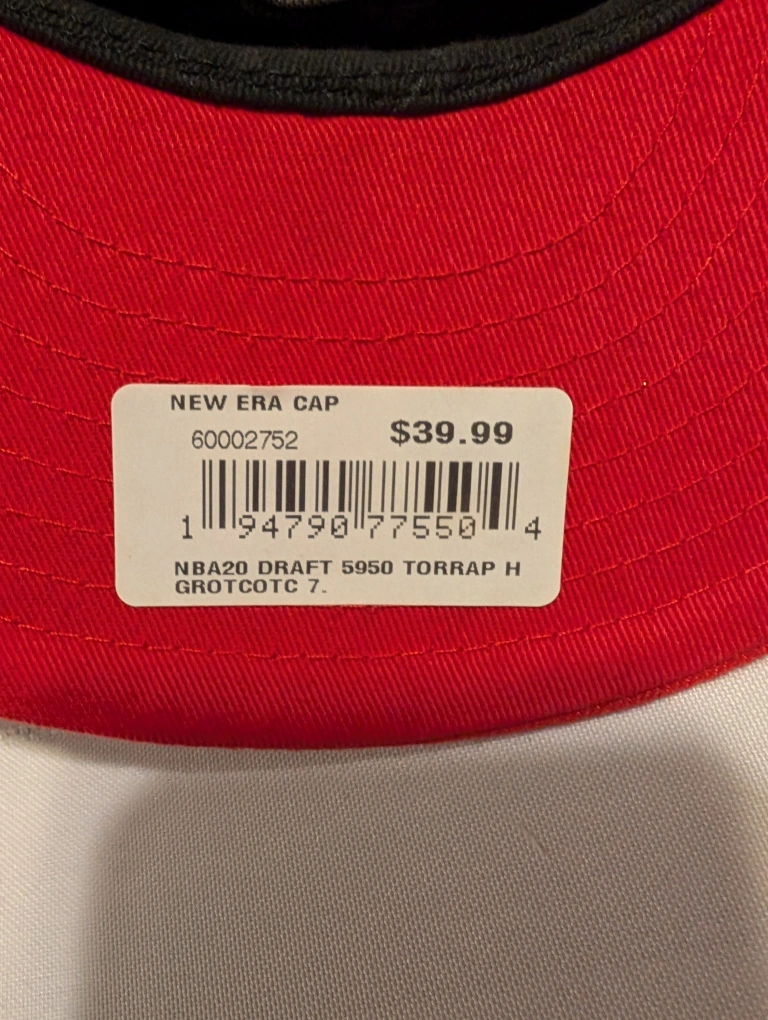 NEW ERA CAP
60002752 $39.99
1 94790 77550 4
NBA20 DRAFT 5950 TORRAP H
GROTCOTC 7.